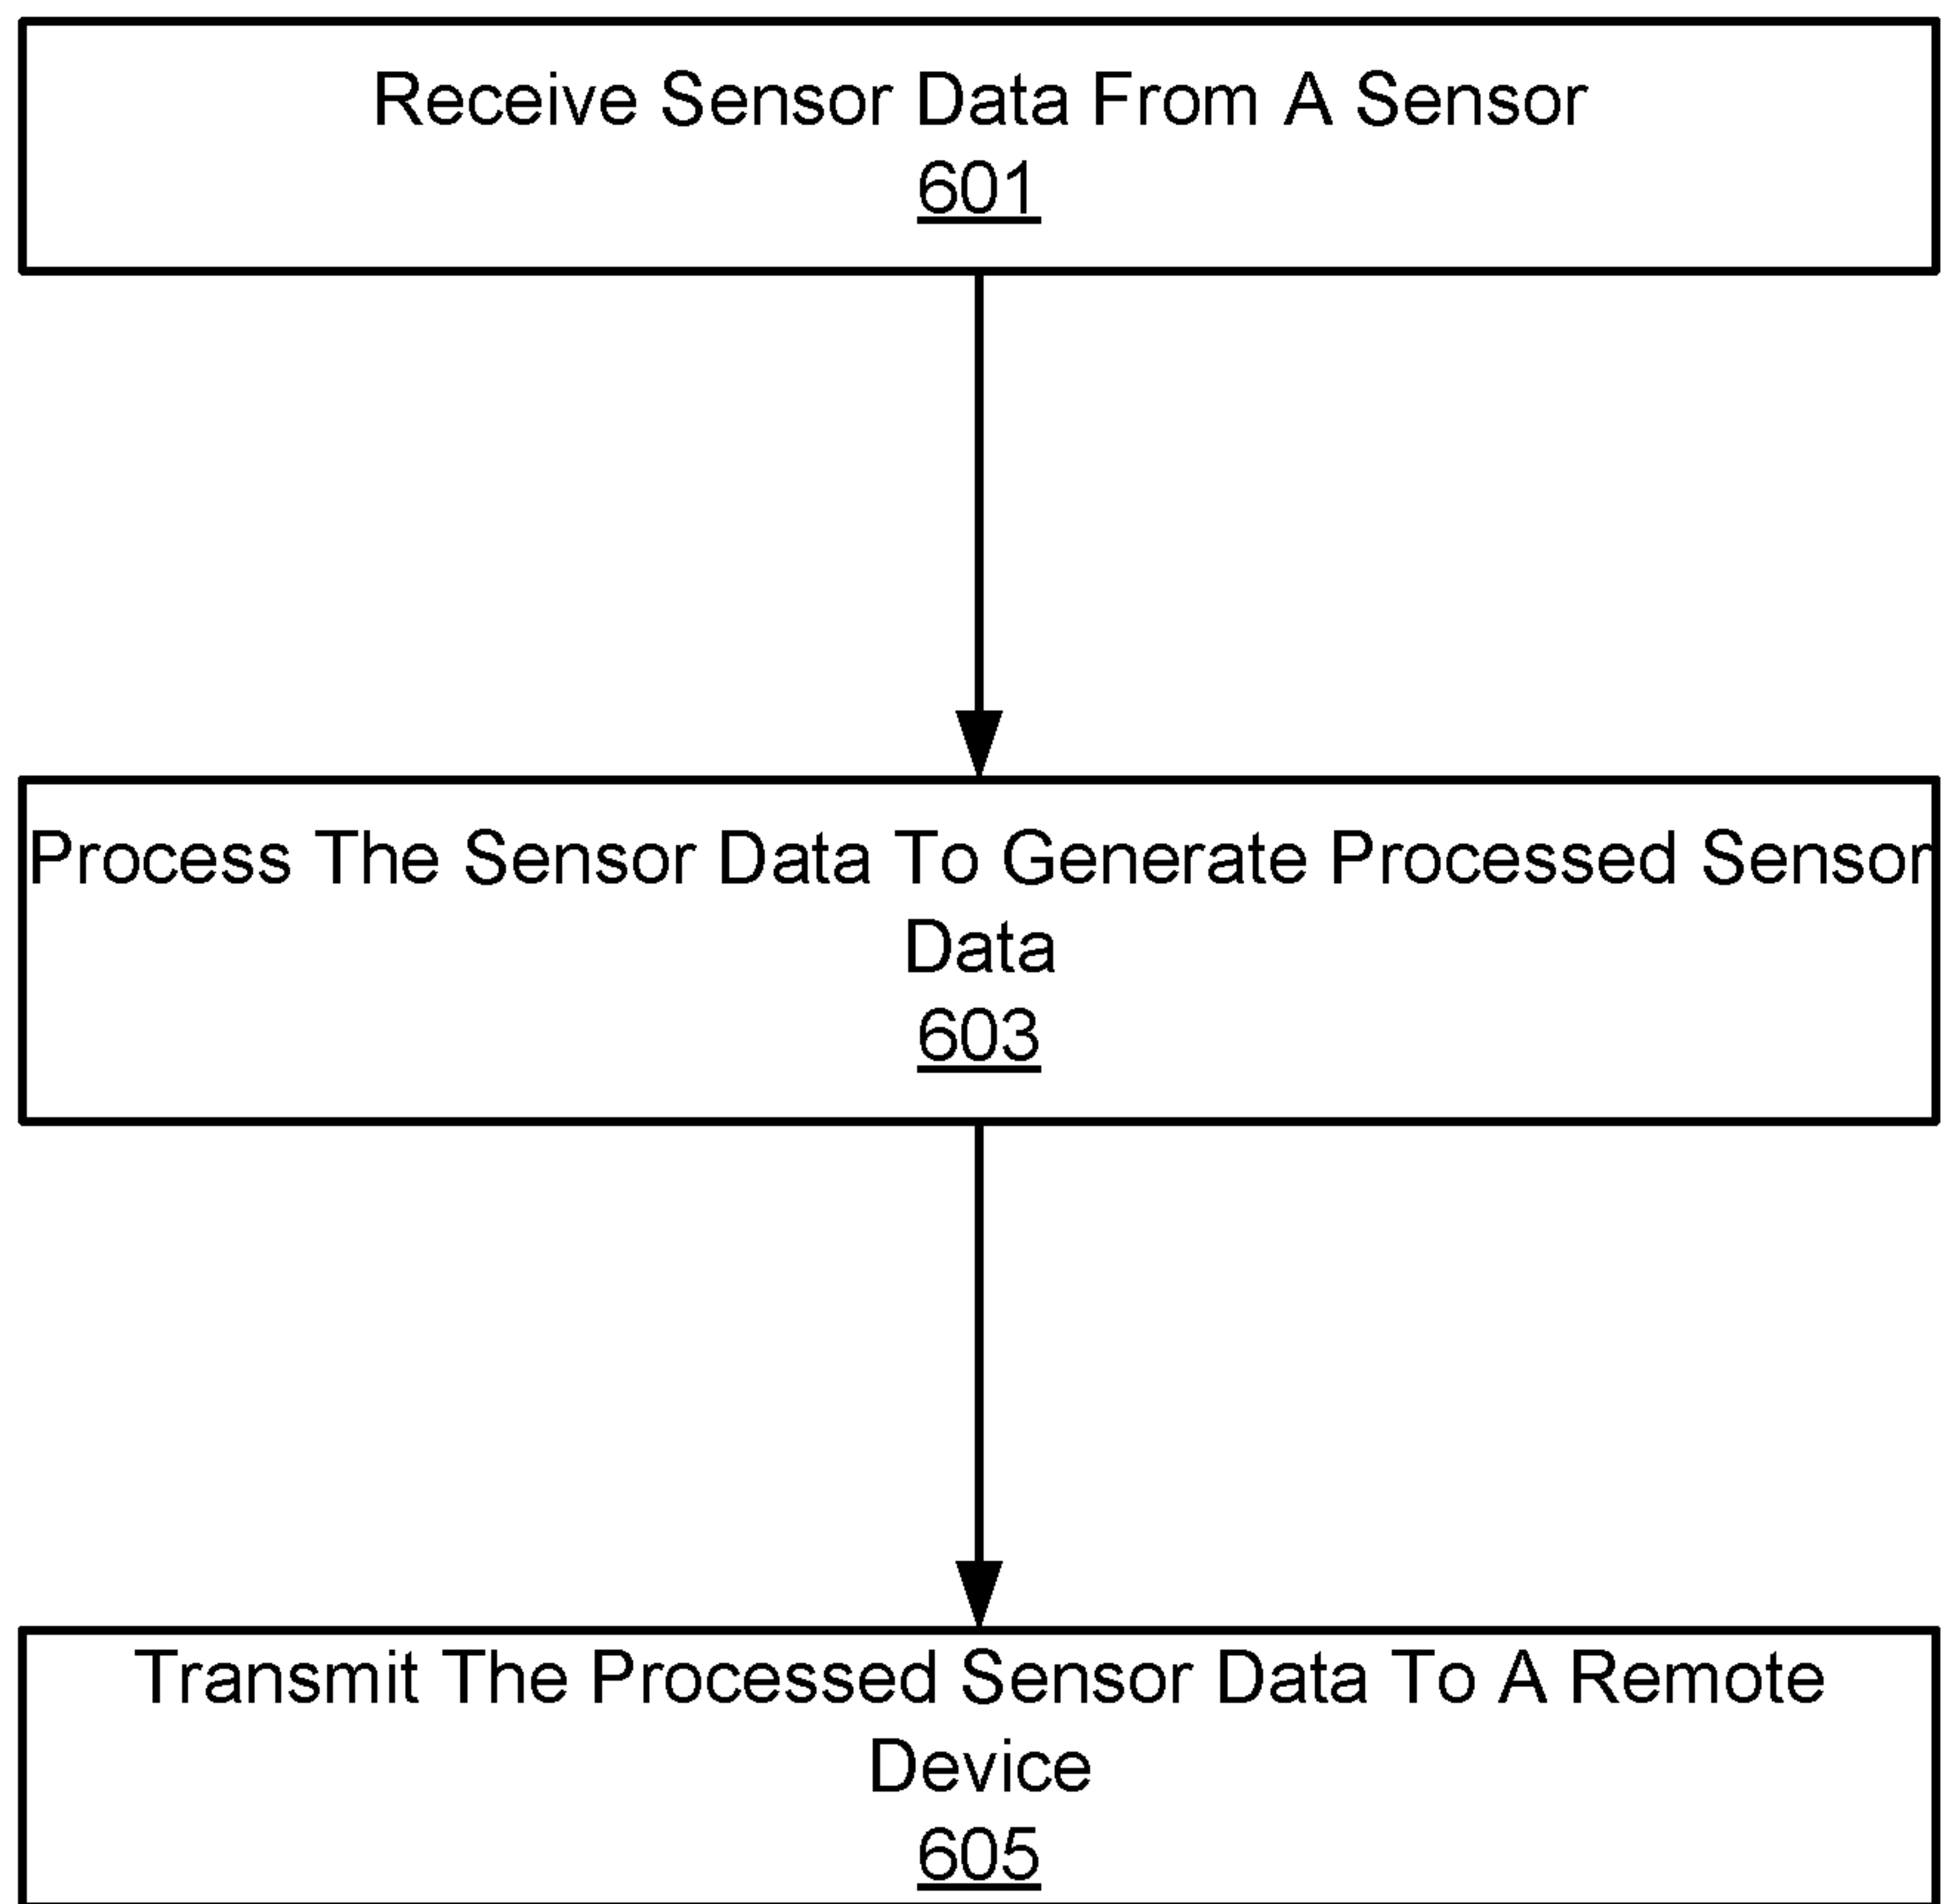 Receive Sensor Data From A Sensor
601
Process The Sensor Data To Generate Processed Sensor
Data
603
Transmit The Processed Sensor Data To A Remote
Device
605